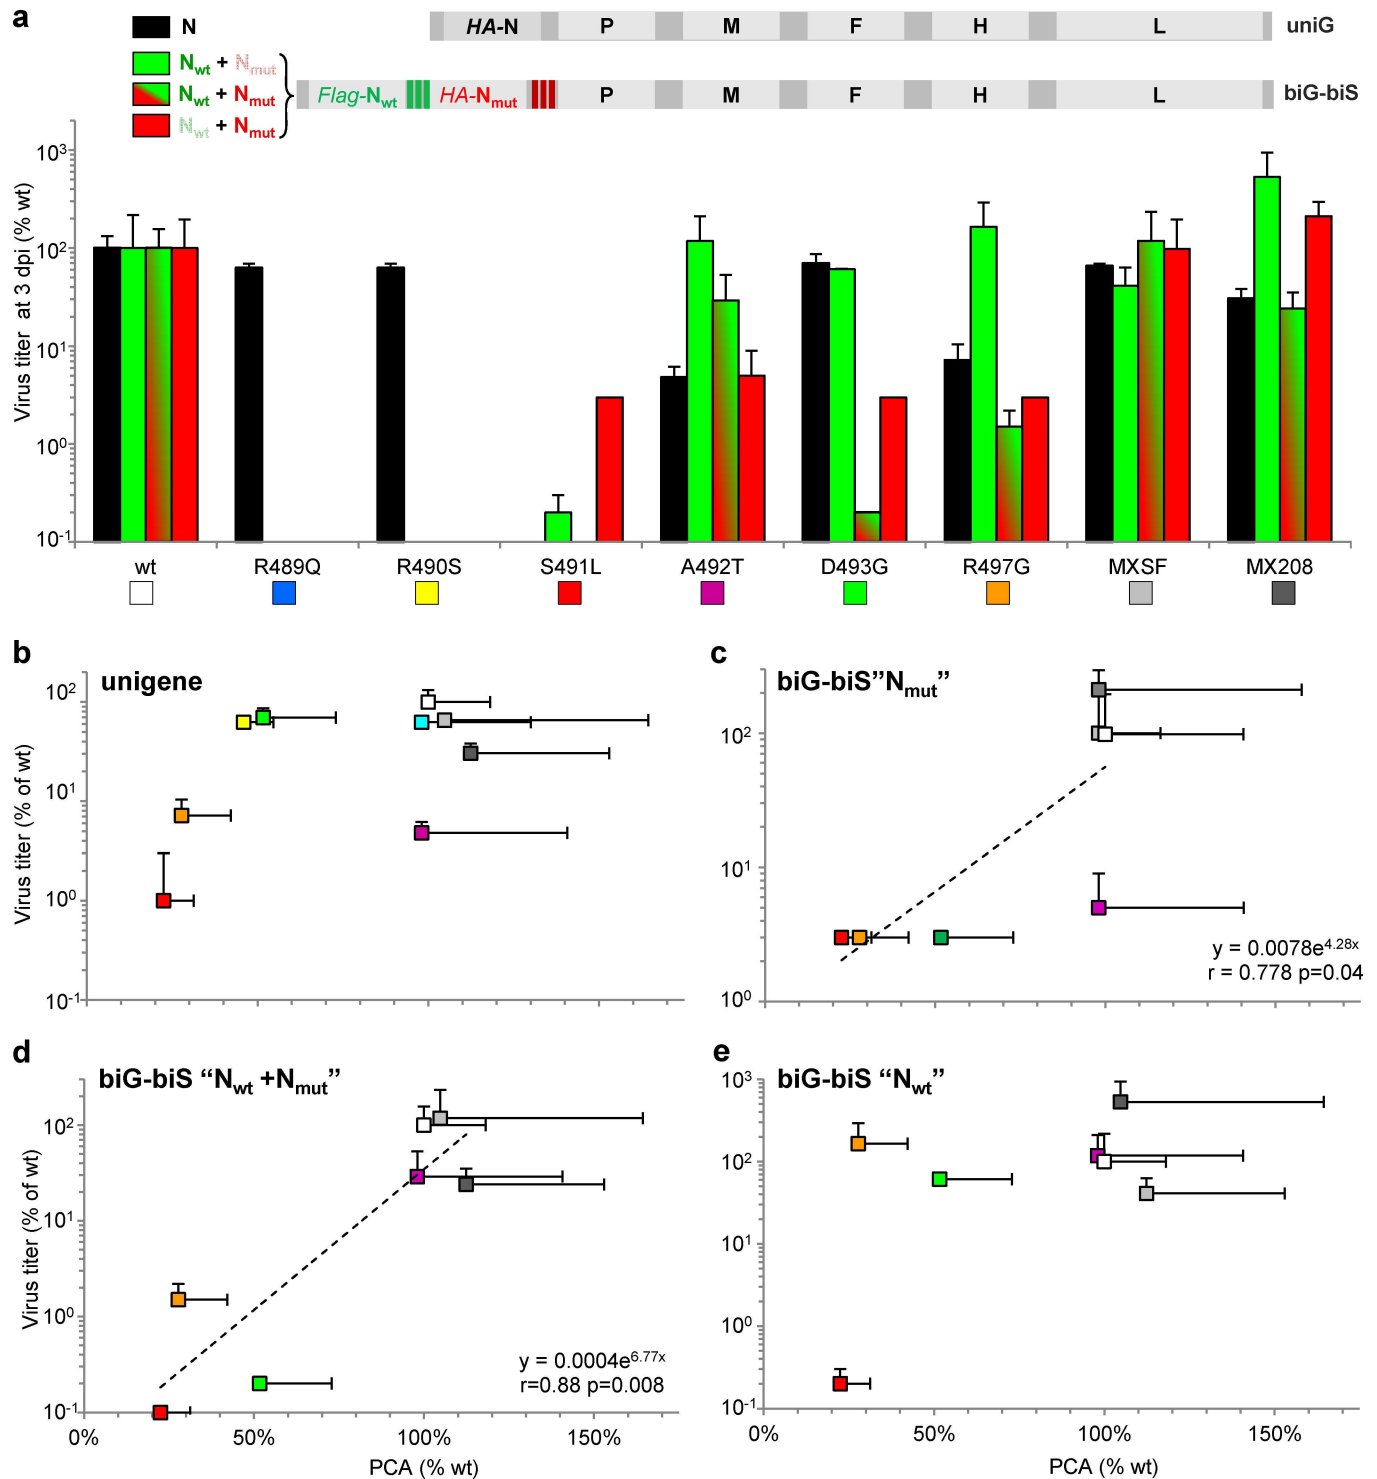 a
N
HA-N P M F H L uniG
Nwt + Nmut
Nwt + Nmut
Flag-Nwt HA-Nmut P M F H L biG-biS
Nwt + Nmut
Virus titer at 3 dpi (% wt)
10³
10²
10¹
10⁰
10⁻¹
wt R489Q R490S S491L A492T D493G R497G MXSF MX208
b
unigene
Virus titer (% of wt)
10²
10¹
10⁰
10⁻¹
c
biG-biS”Nmut”
10²
10¹
10⁰
y = 0.0078e⁴·²⁸ˣ
r = 0.778 p=0.04
d
biG-biS “Nwt +Nmut”
Virus titer (% of wt)
10²
10¹
10⁰
10⁻¹
y = 0.0004e⁶·⁷⁷ˣ
r=0.88 p=0.008
0% 50% 100% 150%
PCA (% wt)
e
biG-biS “Nwt”
10³
10²
10¹
10⁰
10⁻¹
0% 50% 100% 150%
PCA (% wt)